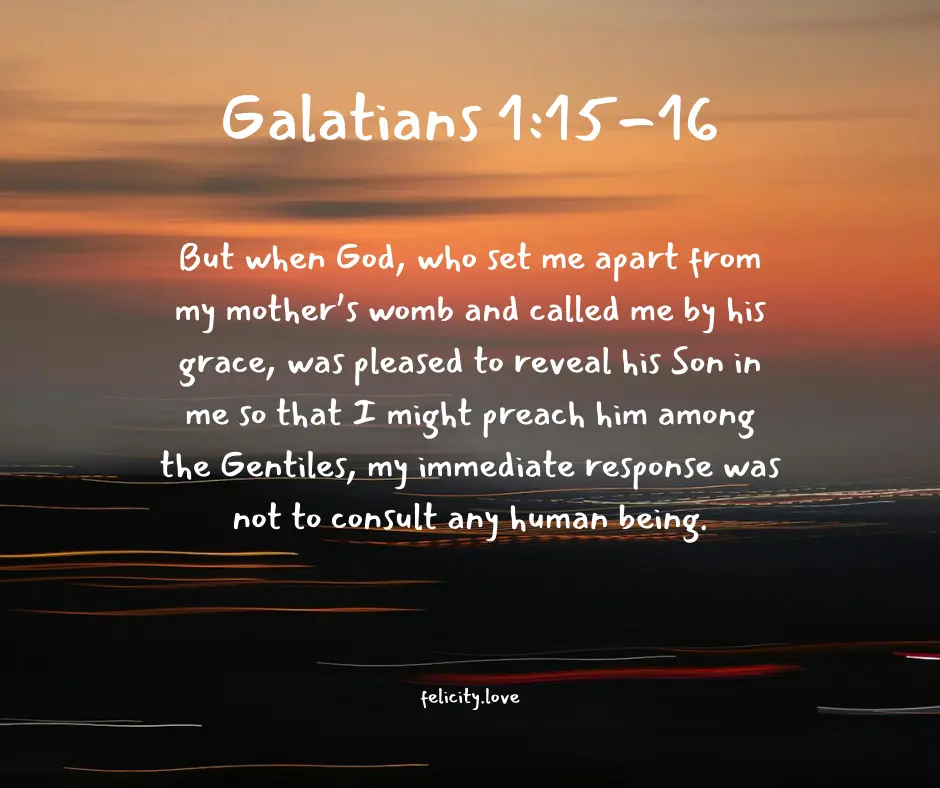 Galatians 1:15–16
But when God, who set me apart from
my mother's womb and called me by his
grace, was pleased to reveal his Son in
me so that I might preach him among
the Gentiles, my immediate response was
not to consult any human being.
felicity.love